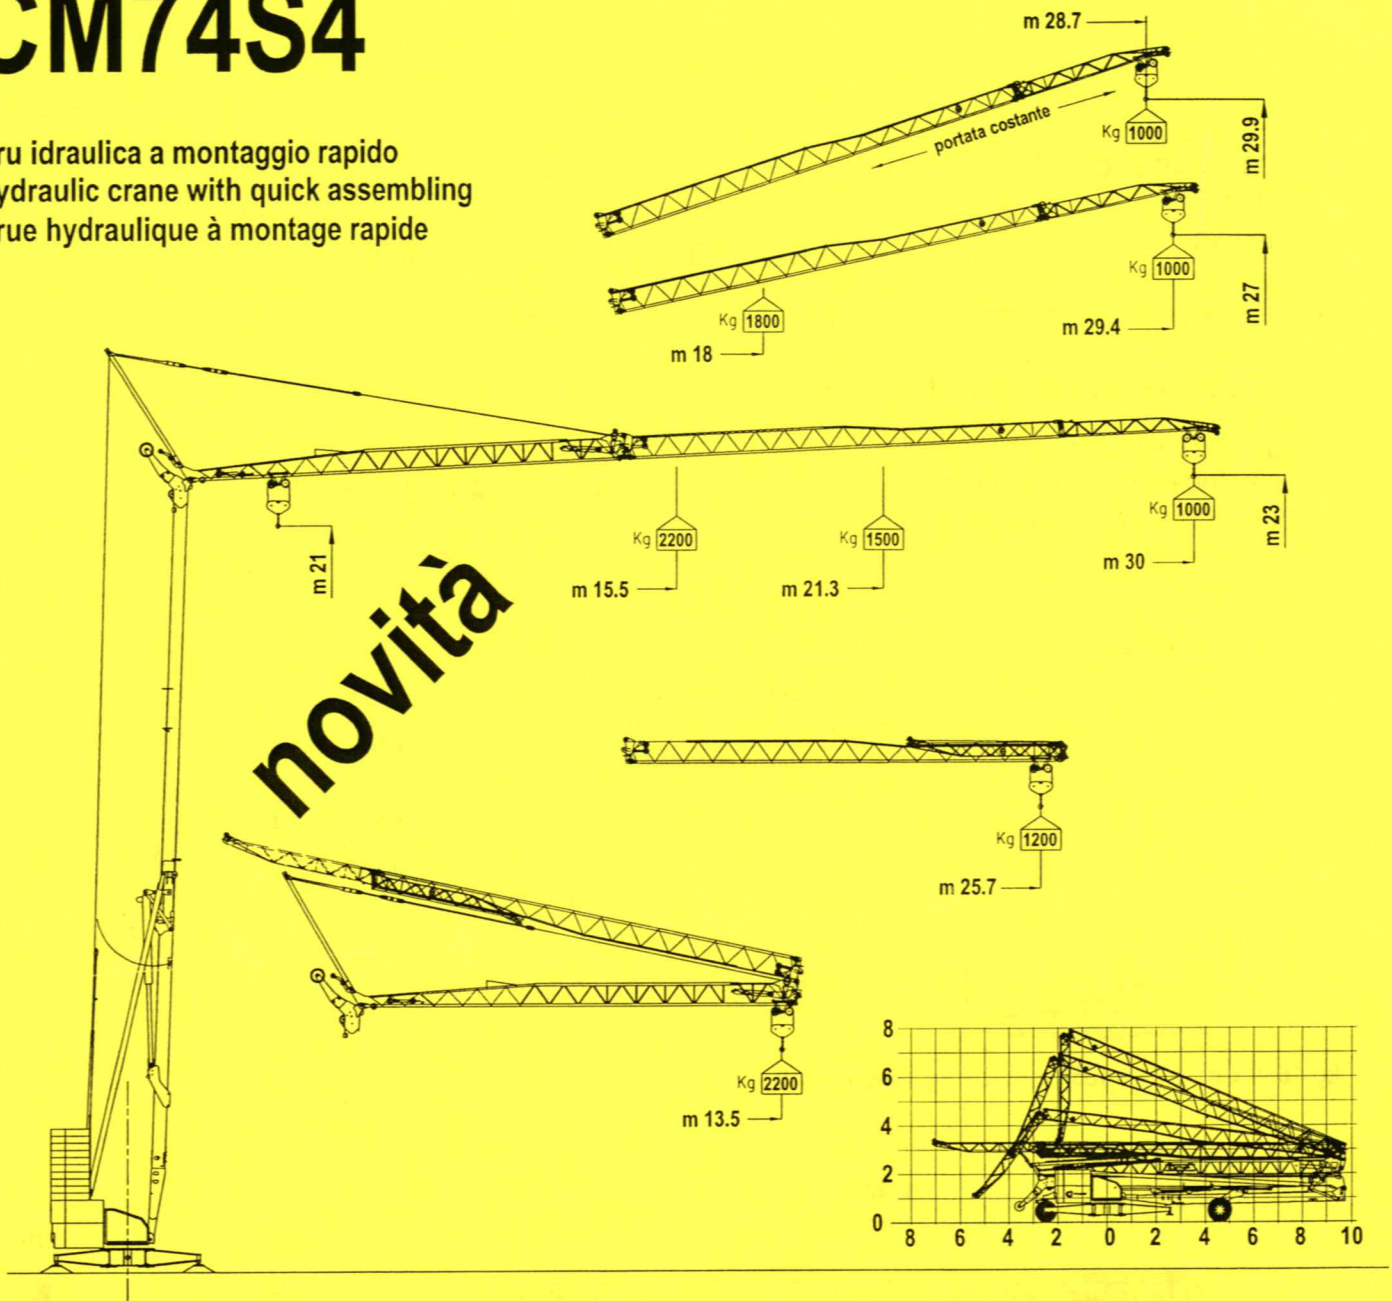 CM74S4
ru idraulica a montaggio rapido
ydraulic crane with quick assembling
rue hydraulique à montage rapide
m 28.7
portata costante
Kg 1000
m 29.9
Kg 1000
m 27
Kg 1800
m 29.4
m 18
m 21
Kg 2200
Kg 1500
Kg 1000
m 23
m 15.5
m 21.3
m 30
novità
Kg 1200
m 25.7
Kg 2200
m 13.5
8
6
4
2
0
8 6 4 2 0 2 4 6 8 10